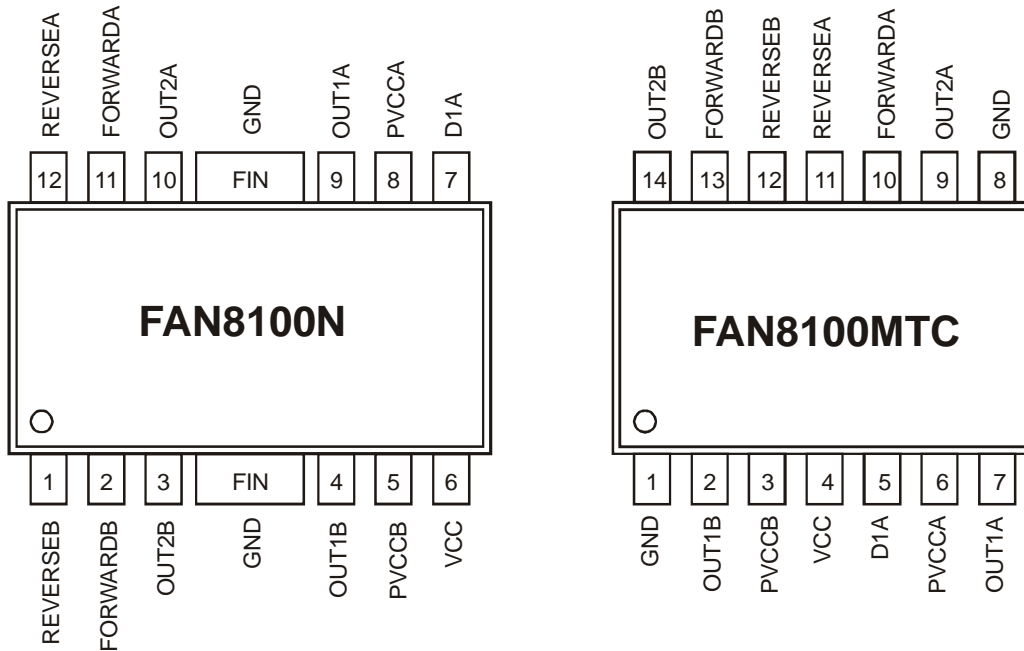 REVERSEA FORWARDA OUT2A GND OUT1A PVCCA D1A
12 11 10 FIN 9 8 7
FAN8100N
1 2 3 FIN 4 5 6
REVERSEB FORWARDB OUT2B GND OUT1B PVCCB VCC
OUT2B FORWARDB REVERSEB REVERSEA FORWARDA OUT2A GND
14 13 12 11 10 9 8
FAN8100MTC
1 2 3 4 5 6 7
GND OUT1B PVCCB VCC D1A PVCCA OUT1A